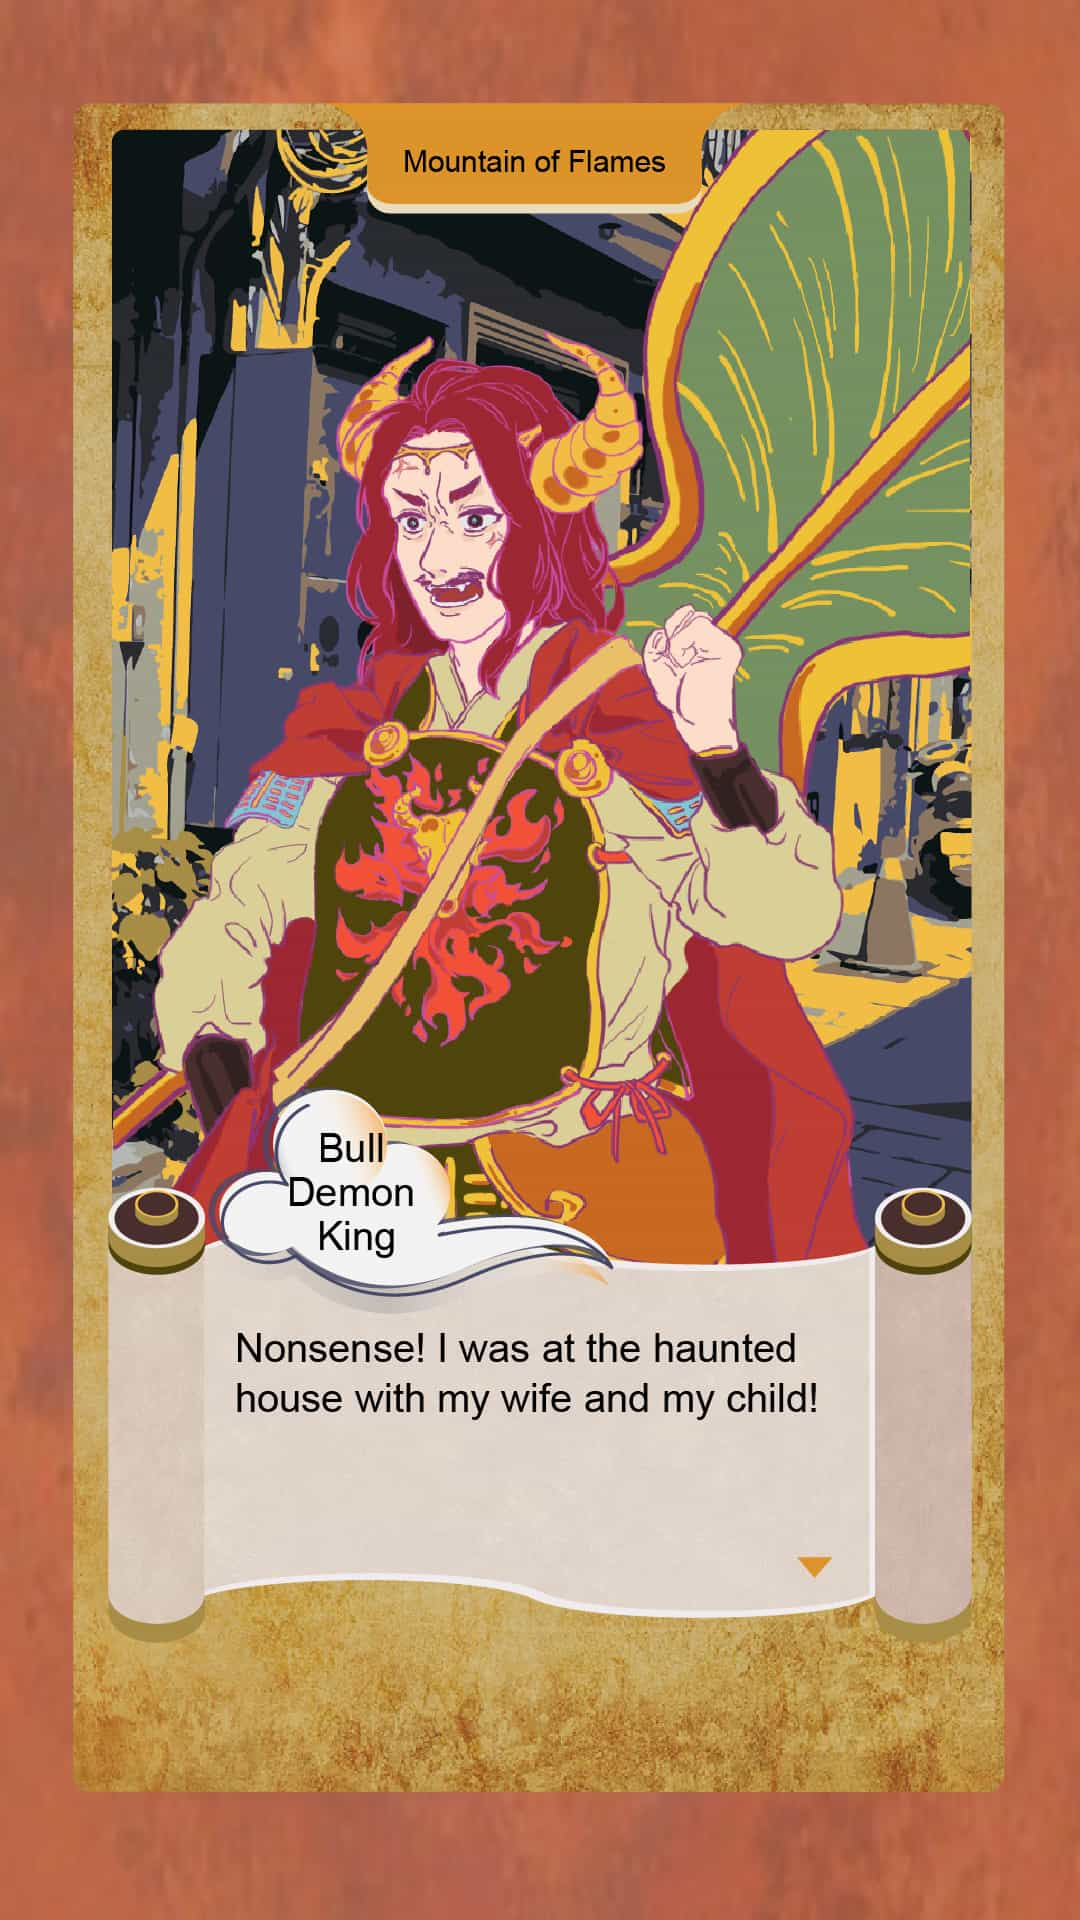 Mountain of Flames
Bull
Demon
King
Nonsense! I was at the haunted
house with my wife and my child!